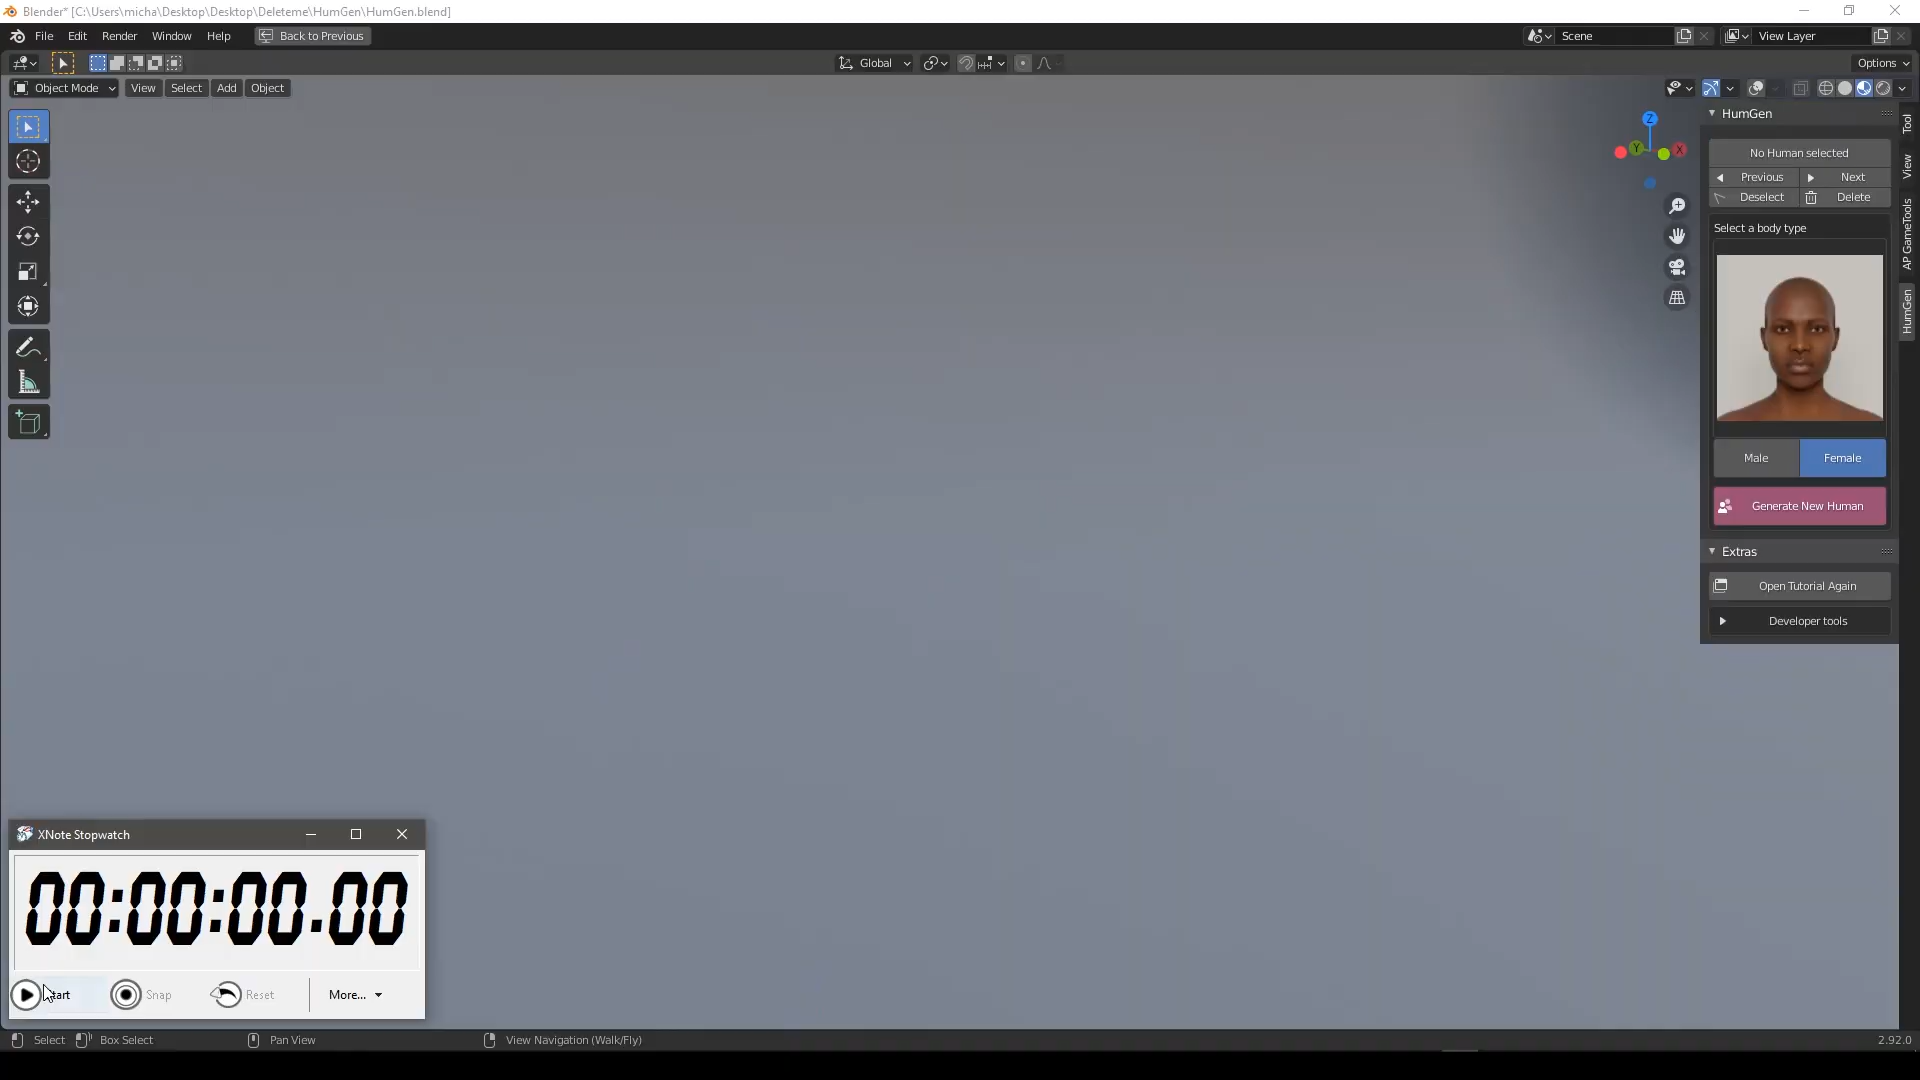 Blender* [C:\Users\micha\Desktop\Desktop\Deleteme\HumGen\HumGen.blend]
File Edit Render Window Help Back to Previous Scene View Layer
Global Options
Object Mode View Select Add Object
HumGen
No Human selected
Previous Next
Deselect Delete
Select a body type
Male Female
Generate New Human
Extras
Open Tutorial Again
Developer tools
Tool
View
AP GameTools
HumGen
Z
Y
X
XNote Stopwatch
00:00:00.00
Snap Reset More...
Select Box Select Pan View View Navigation (Walk/Fly) 2.92.0